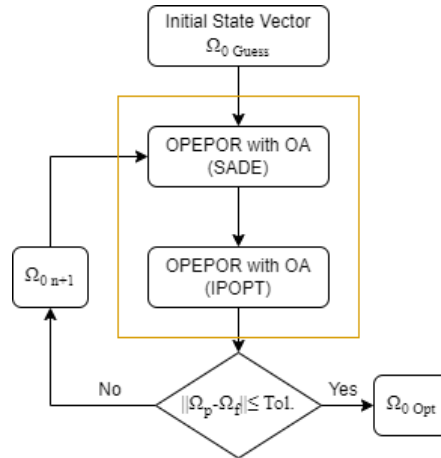 Initial State Vector
Ω₀ Guess
OPEPOR with OA
(SADE)
OPEPOR with OA
(IPOPT)
Ω₀ n+1
No
||Ωₚ-Ω_f||≤ Tol.
Yes
Ω₀ Opt